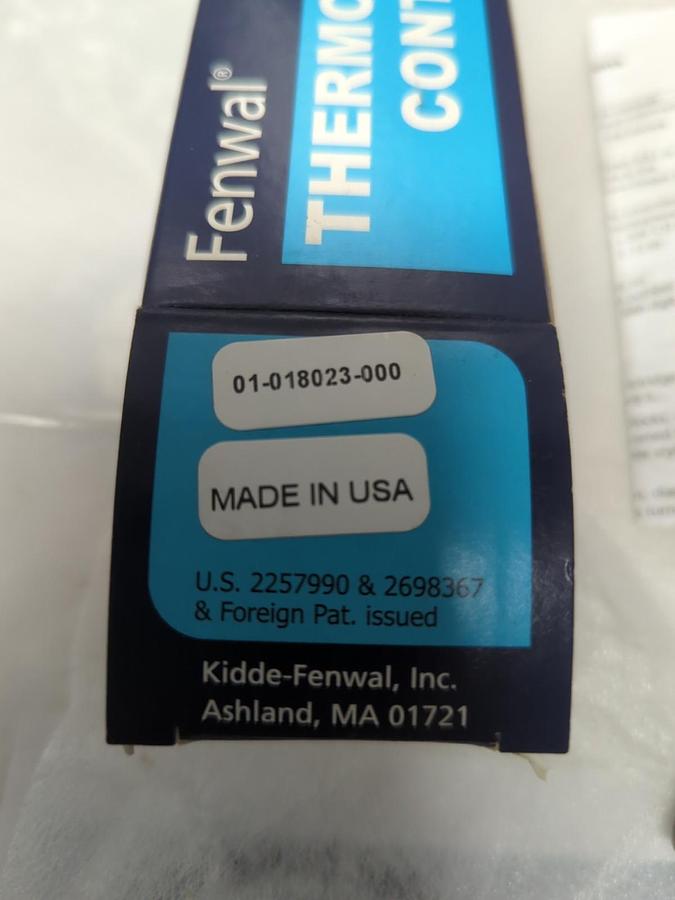 Fenwal®
THERMO
CONT
01-018023-000
MADE IN USA
U.S. 2257990 & 2698367
& Foreign Pat. issued
Kidde-Fenwal, Inc.
Ashland, MA 01721